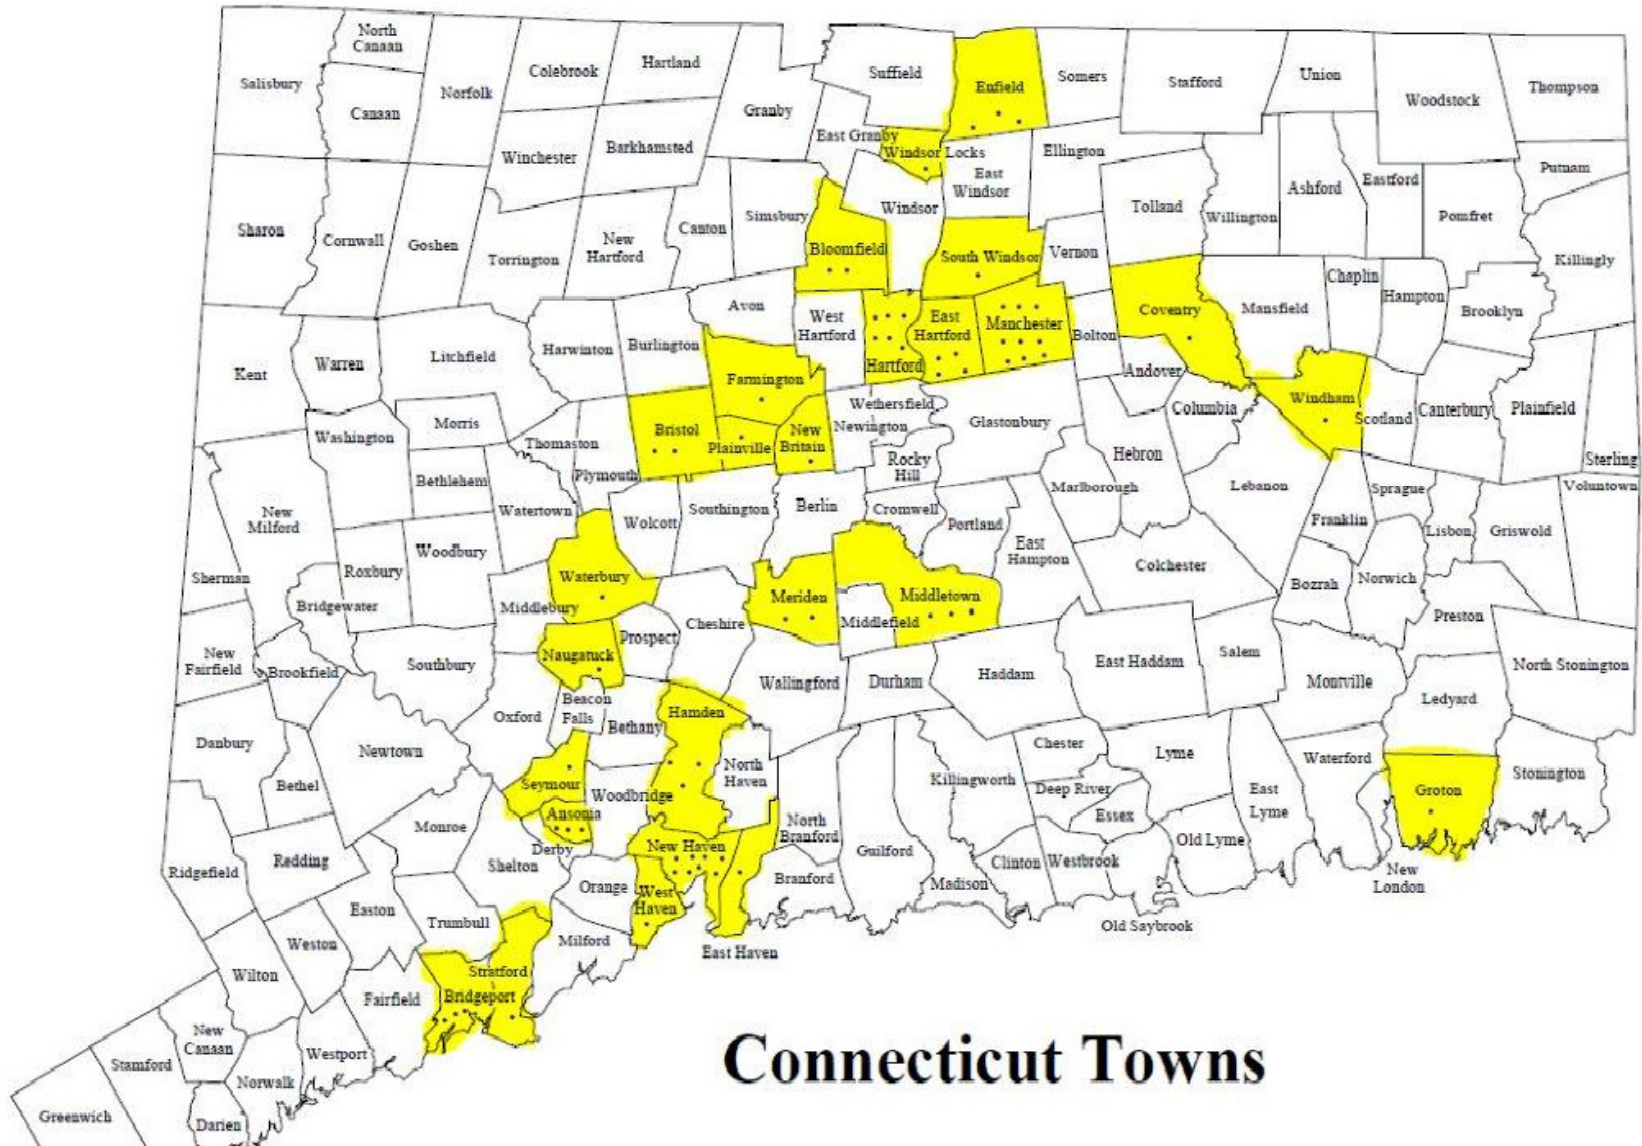 North
Canaan
Salisbury
Canaan
Norfolk
Colebrook
Hartland
Granby
Suffield
Enfield
Somers
Stafford
Union
Woodstock
Thompson
East Granby
Windsor Locks
East
Windsor
Ellington
Winchester
Barkhamsted
Putnam
Ashford
Eastford
Pomfret
Willington
Tolland
Windsor
Simsbury
Canton
New
Hartford
Torrington
Goshen
Cornwall
Sharon
Bloomfield
South Windsor
Vernon
Killingly
Chaplin
Hampton
Brooklyn
Mansfield
Coventry
Bolton
Manchester
East
Hartford
Hartford
West
Hartford
Avon
Burlington
Harwinton
Litchfield
Warren
Kent
Farmington
Andover
Columbia
Windham
Scotland
Canterbury
Plainfield
Sterling
Wethersfield
Newington
Glastonbury
Rocky
Hill
New
Britain
Plainville
Bristol
Plymouth
Thomaston
Morris
Washington
Bethlehem
Watertown
Wolcott
Southington
Berlin
Cromwell
Portland
Marlborough
Hebron
Lebanon
Sprague
Franklin
Lisbon
Griswold
Voluntown
New
Milford
Sherman
Roxbury
Woodbury
Bridgewater
Middlebury
Waterbury
Meriden
Middletown
Middlefield
East
Hampton
Colchester
Bozrah
Norwich
Preston
Cheshire
Prospect
Naugatuck
Southbury
New
Fairfield
Brookfield
Wallingford
Durham
Haddam
East Haddam
Salem
Montville
Ledyard
North Stonington
Oxford
Beacon
Falls
Bethany
Hamden
Danbury
Bethel
Newtown
North
Haven
Killingworth
Chester
Deep River
Essex
Lyme
East
Lyme
Waterford
Groton
Stonington
Seymour
Woodbridge
Ansonia
Derby
Monroe
Shelton
New Haven
North
Branford
Guilford
Branford
Madison
Clinton
Westbrook
Old Lyme
New
London
Old Saybrook
Ridgefield
Redding
Easton
Trumbull
Orange
West
Haven
East Haven
Milford
Stratford
Bridgeport
Fairfield
Weston
Wilton
New
Canaan
Westport
Norwalk
Stamford
Darien
Greenwich
Connecticut Towns